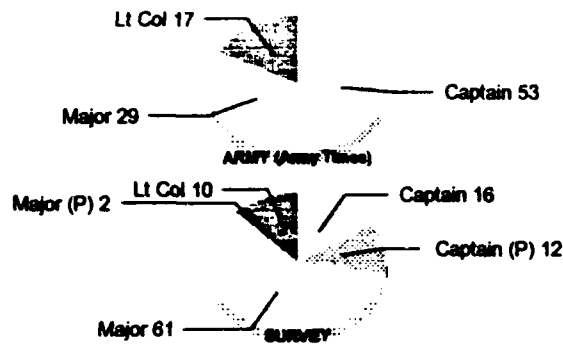 Lt Col 17
Captain 53
Major 29
ARMY (Army Times)
Lt Col 10
Captain 16
Major (P) 2
Captain (P) 12
Major 61
SURVEY